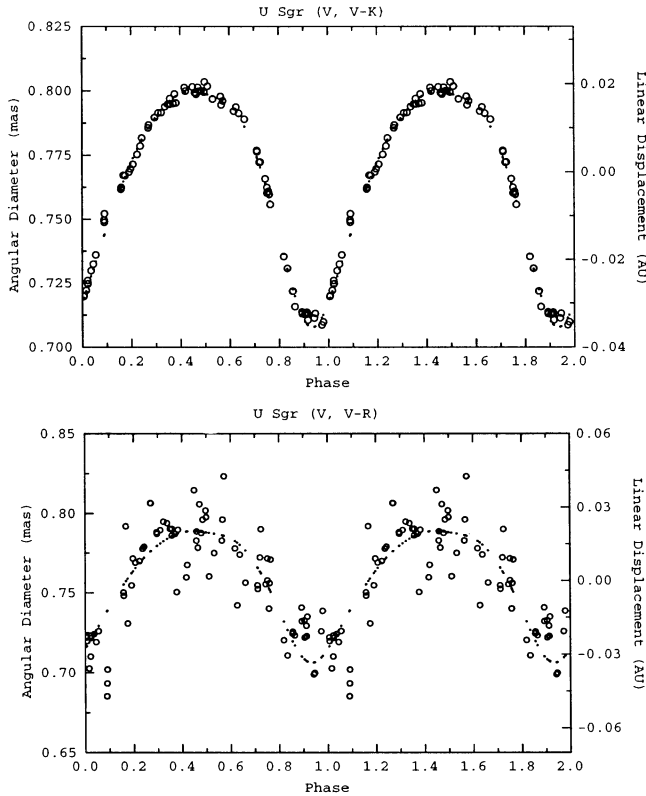 U Sgr (V, V-K)
0.825
0.800
0.775
0.750
0.725
0.700
Angular Diameter (mas)
0.02
0.00
-0.02
-0.04
Linear Displacement (AU)
0.0 0.2 0.4 0.6 0.8 1.0 1.2 1.4 1.6 1.8 2.0
Phase
U Sgr (V, V-R)
0.85
0.80
0.75
0.70
0.65
Angular Diameter (mas)
0.06
0.03
0.00
-0.03
-0.06
Linear Displacement (AU)
0.0 0.2 0.4 0.6 0.8 1.0 1.2 1.4 1.6 1.8 2.0
Phase